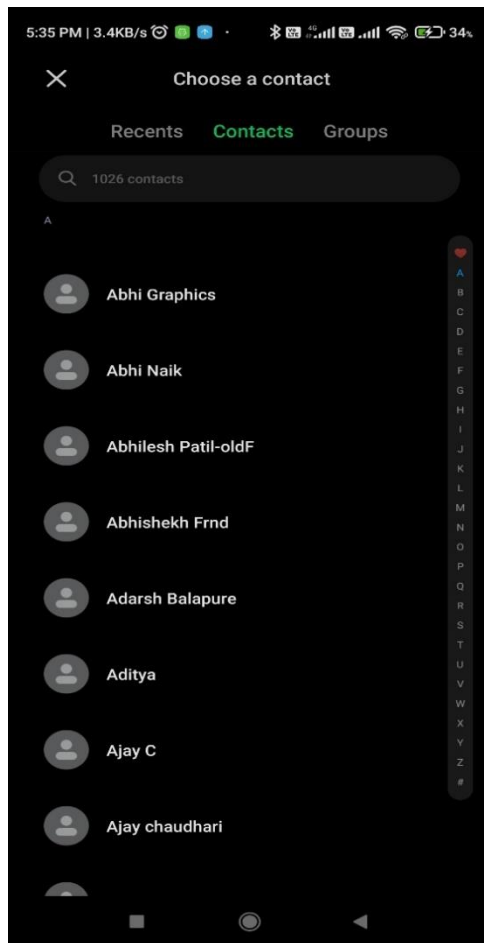 5:35 PM | 3.4KB/s 4G 34%
Choose a contact
Recents Contacts Groups
1026 contacts
A
Abhi Graphics
Abhi Naik
Abhilesh Patil-oldF
Abhishekh Frnd
Adarsh Balapure
Aditya
Ajay C
Ajay chaudhari
A
B
C
D
E
F
G
H
I
J
K
L
M
N
O
P
Q
R
S
T
U
V
W
X
Y
Z
#